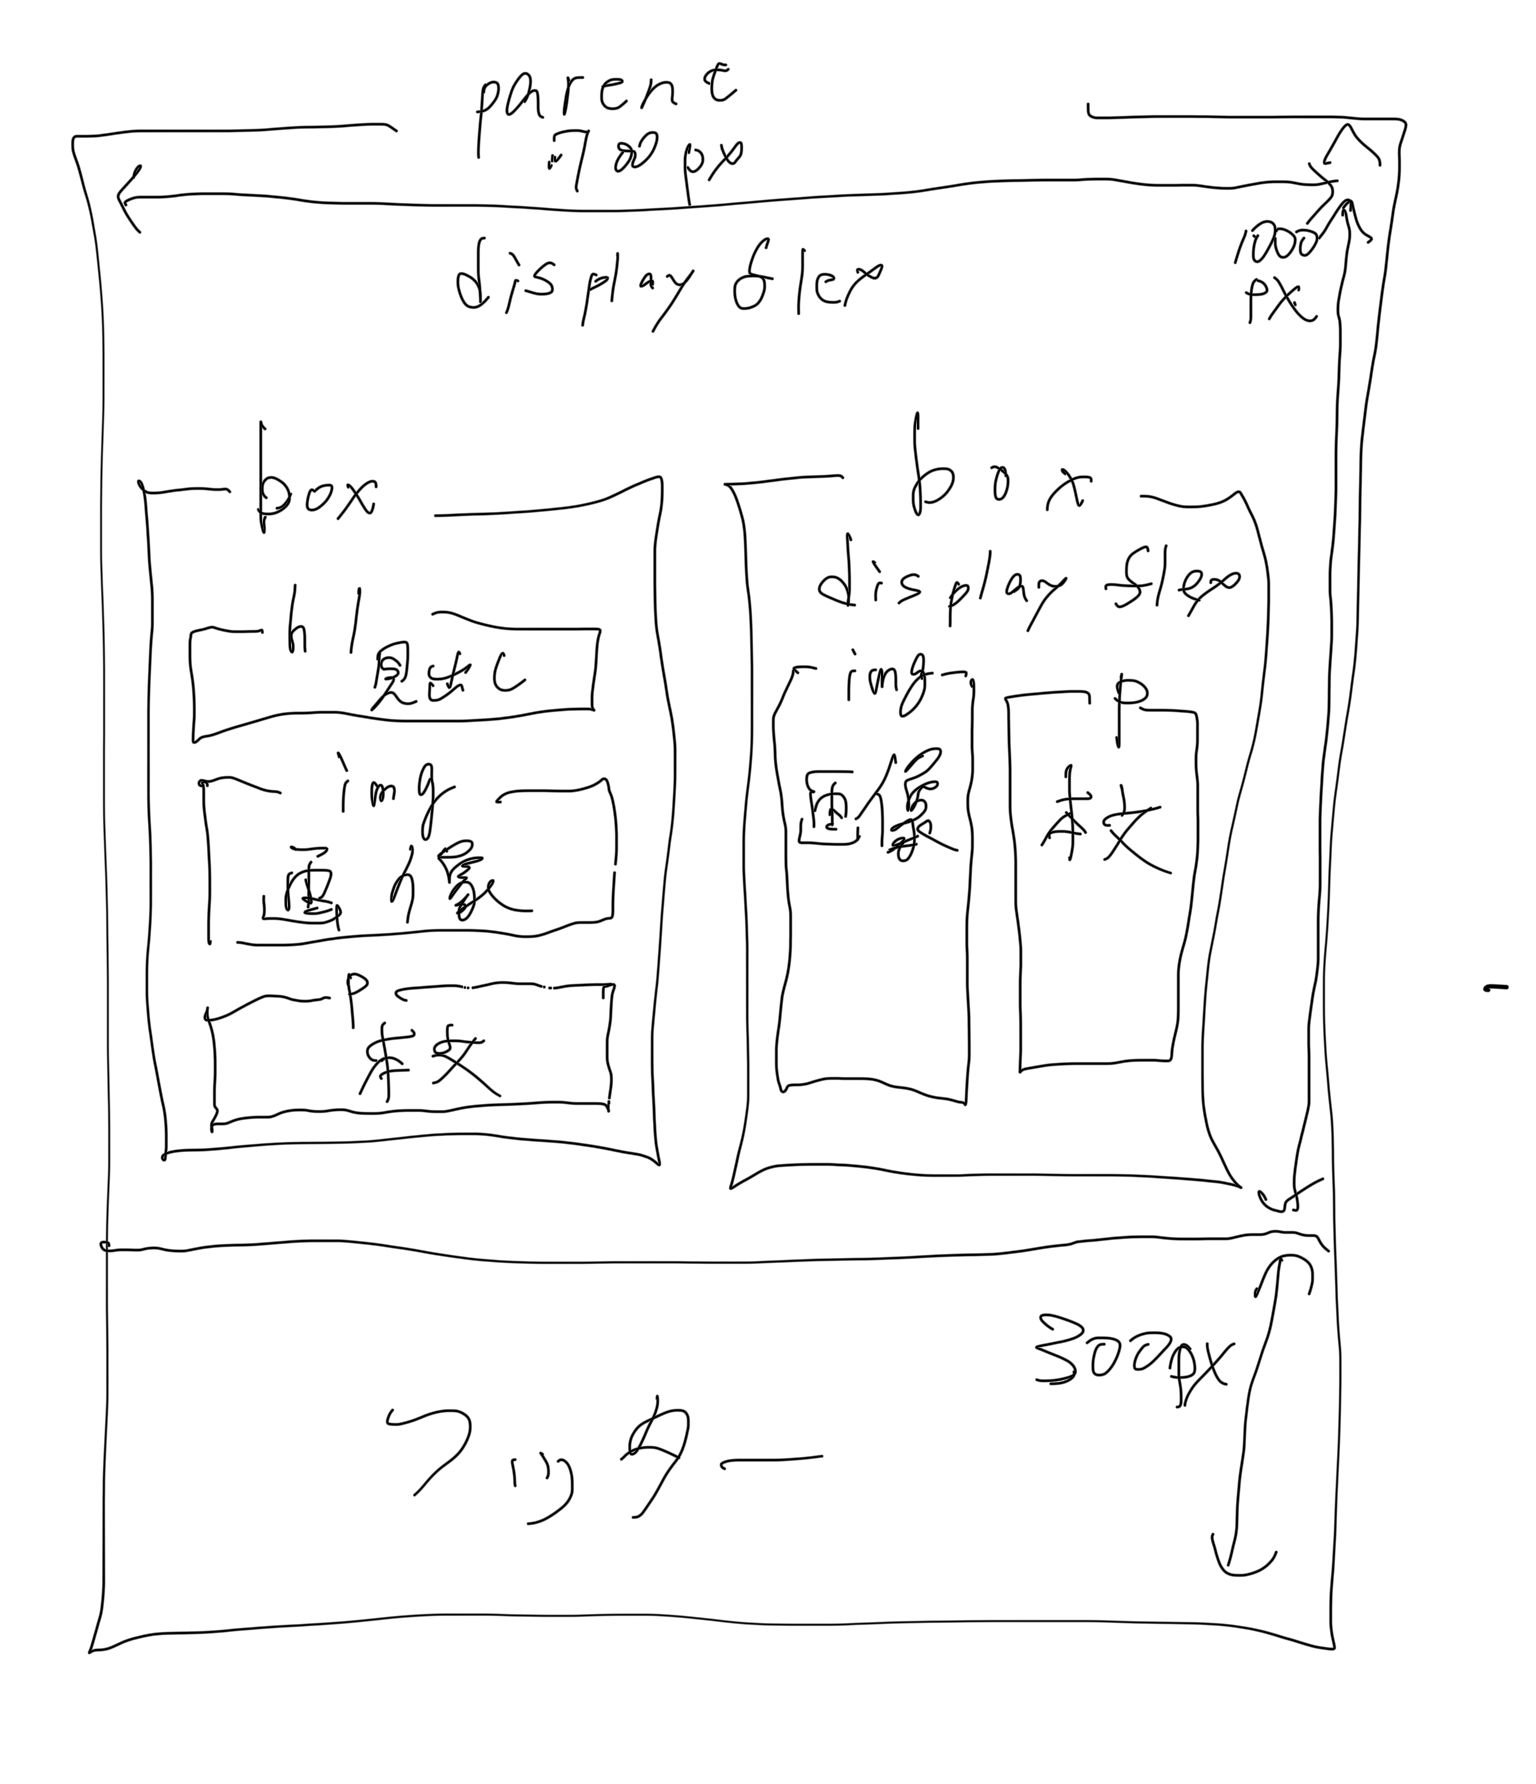 parent
700px
display flex
1000
px
box
h1
見出し
img
画像
p
本文
box
display flex
img
画像
p
本文
300px
フッター